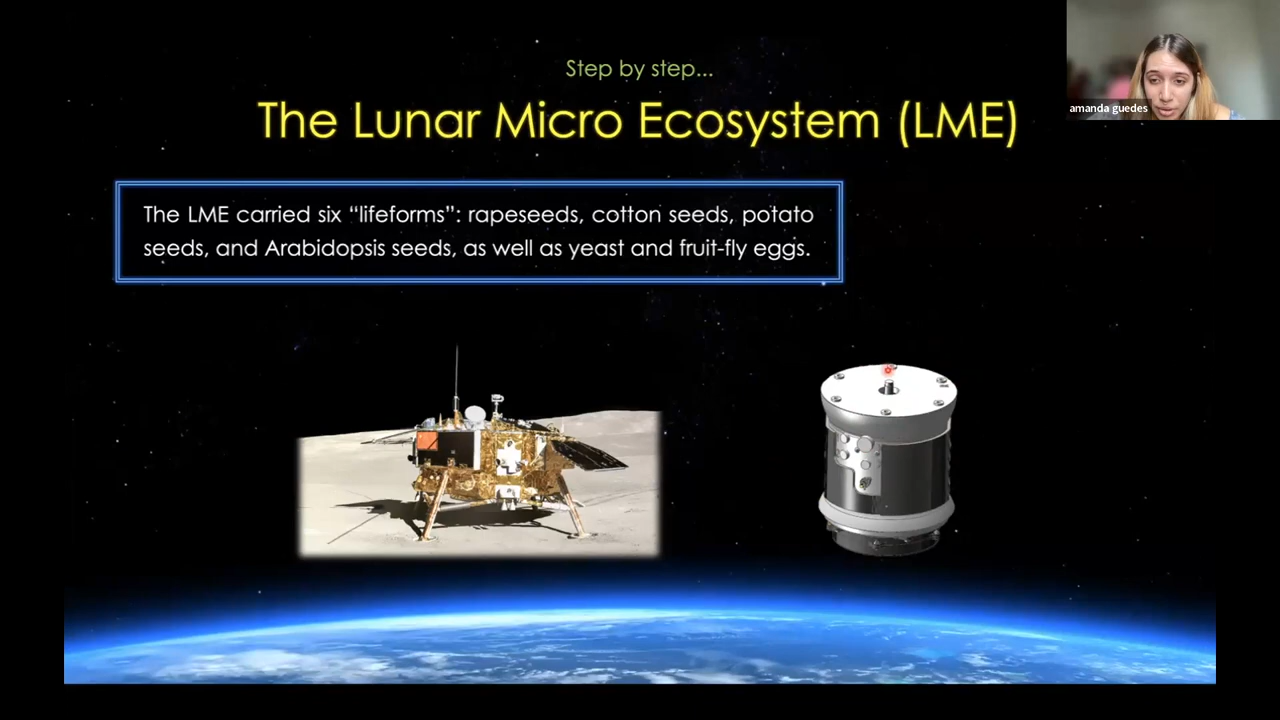 Step by step...
The Lunar Micro Ecosystem (LME)
amanda guedes
The LME carried six “lifeforms”: rapeseeds, cotton seeds, potato
seeds, and Arabidopsis seeds, as well as yeast and fruit-fly eggs.